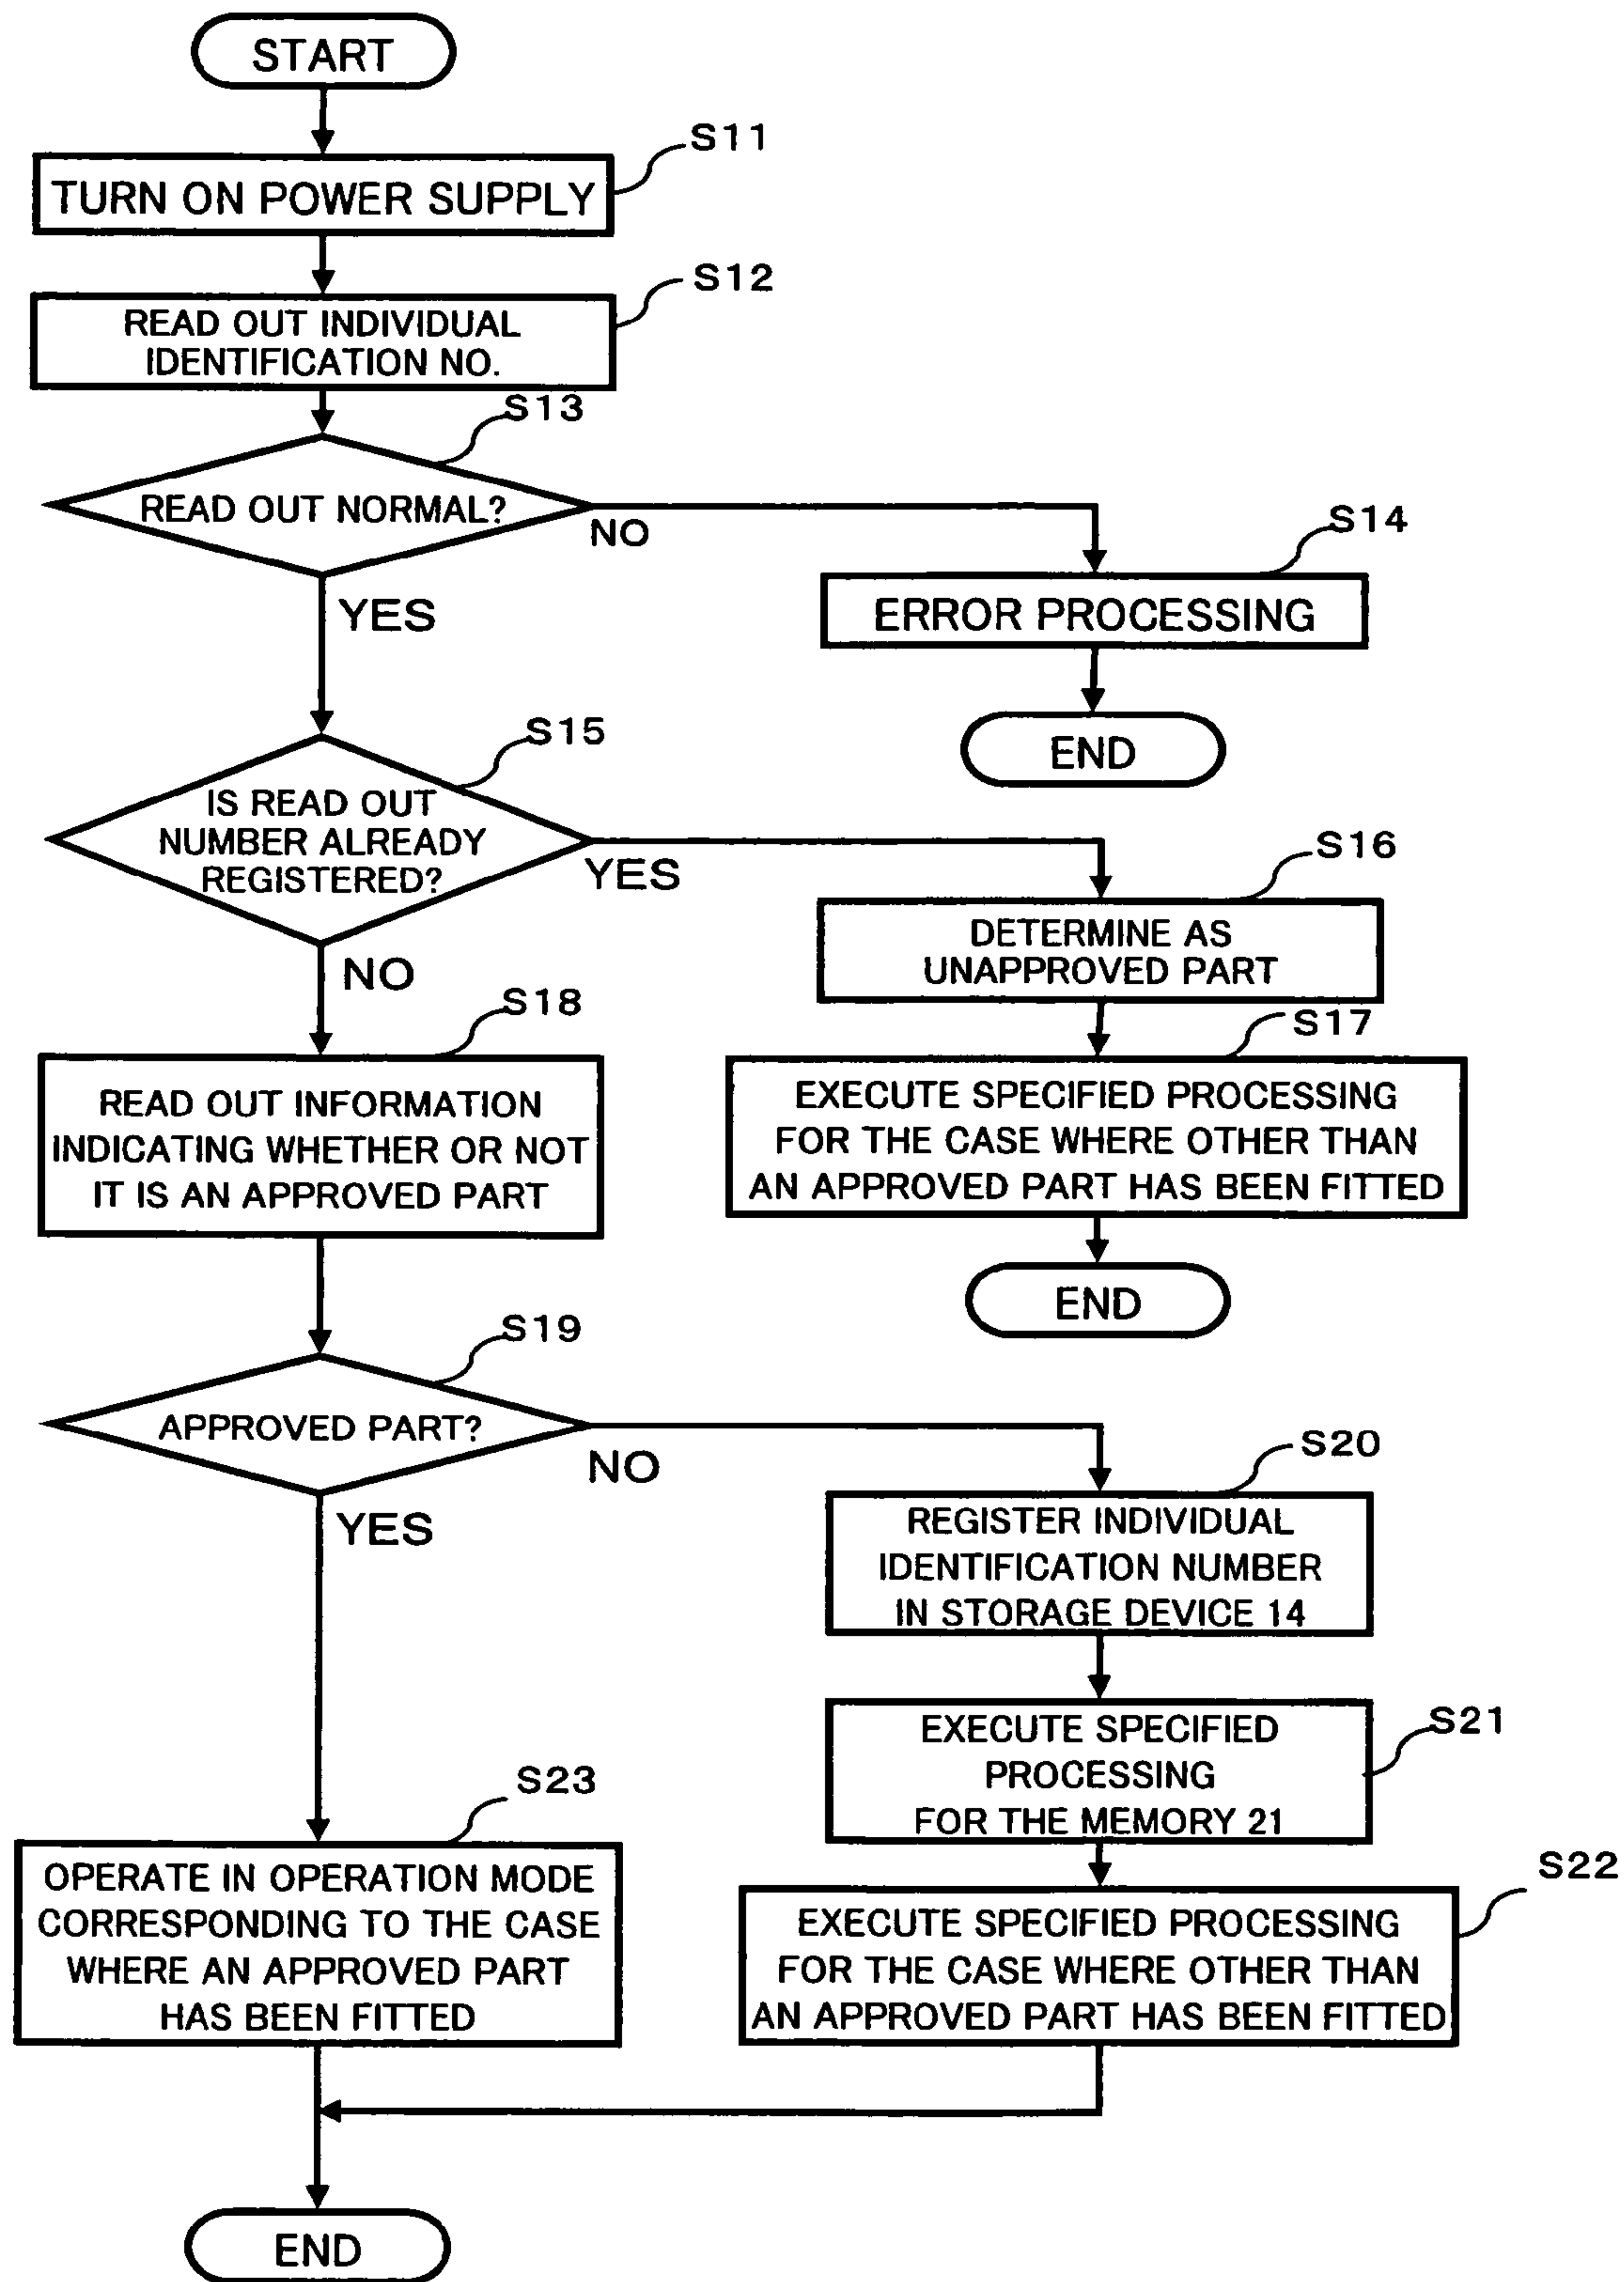 START
S11
TURN ON POWER SUPPLY
S12
READ OUT INDIVIDUAL
IDENTIFICATION NO.
S13
READ OUT NORMAL?
NO
YES
S14
ERROR PROCESSING
END
S15
IS READ OUT
NUMBER ALREADY
REGISTERED?
YES
NO
S16
DETERMINE AS
UNAPPROVED PART
S17
EXECUTE SPECIFIED PROCESSING
FOR THE CASE WHERE OTHER THAN
AN APPROVED PART HAS BEEN FITTED
END
S18
READ OUT INFORMATION
INDICATING WHETHER OR NOT
IT IS AN APPROVED PART
S19
APPROVED PART?
NO
YES
S20
REGISTER INDIVIDUAL
IDENTIFICATION NUMBER
IN STORAGE DEVICE 14
S21
EXECUTE SPECIFIED
PROCESSING
FOR THE MEMORY 21
S22
EXECUTE SPECIFIED PROCESSING
FOR THE CASE WHERE OTHER THAN
AN APPROVED PART HAS BEEN FITTED
S23
OPERATE IN OPERATION MODE
CORRESPONDING TO THE CASE
WHERE AN APPROVED PART
HAS BEEN FITTED
END